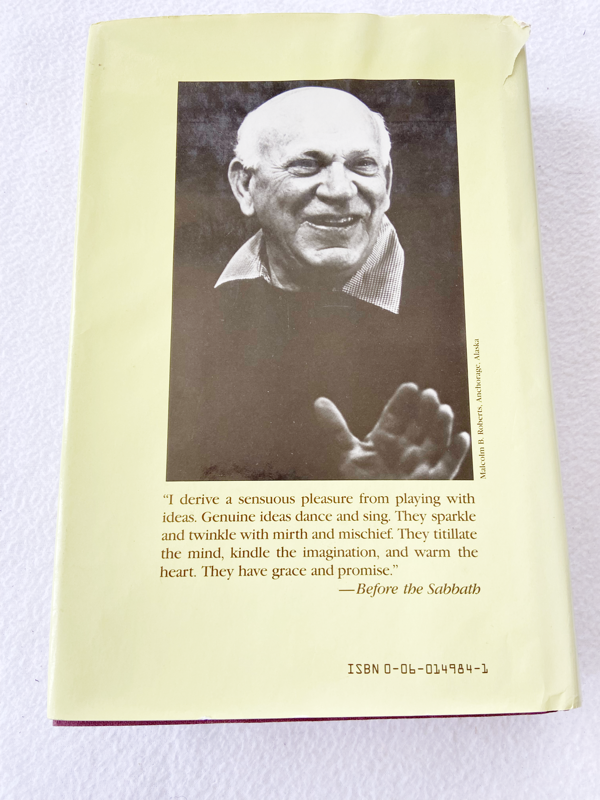 Malcolm B. Roberts, Anchorage, Alaska
“I derive a sensuous pleasure from playing with
ideas. Genuine ideas dance and sing. They sparkle
and twinkle with mirth and mischief. They titillate
the mind, kindle the imagination, and warm the
heart. They have grace and promise.”
—Before the Sabbath
ISBN 0-06-014984-1